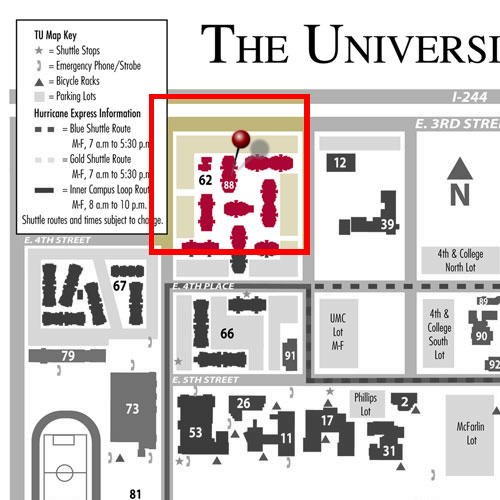 THE UNIVERSI
TU Map Key
= Shuttle Stops
= Emergency Phone/Strobe
= Bicycle Racks
= Parking Lots
Hurricane Express Information
= Blue Shuttle Route
M-F, 7 a.m to 5:30 p.m
= Gold Shuttle Route
M-F, 7 a.m to 5:30 p.m
= Inner Campus Loop Rout
M-F, 8 a.m to 10 p.m.
Shuttle routes and times subject to change.
I-244
E. 3RD STRE
12
62
88
39
N
4th & College
North Lot
E. 4TH STREET
67
E. 4TH PLACE
66
91
UMC
Lot
M-F
4th &
College
South
Lot
89
90
92
79
E. 5TH STREET
73
53
26
11
17
Phillips
Lot
2
31
McFarlin
Lot
81